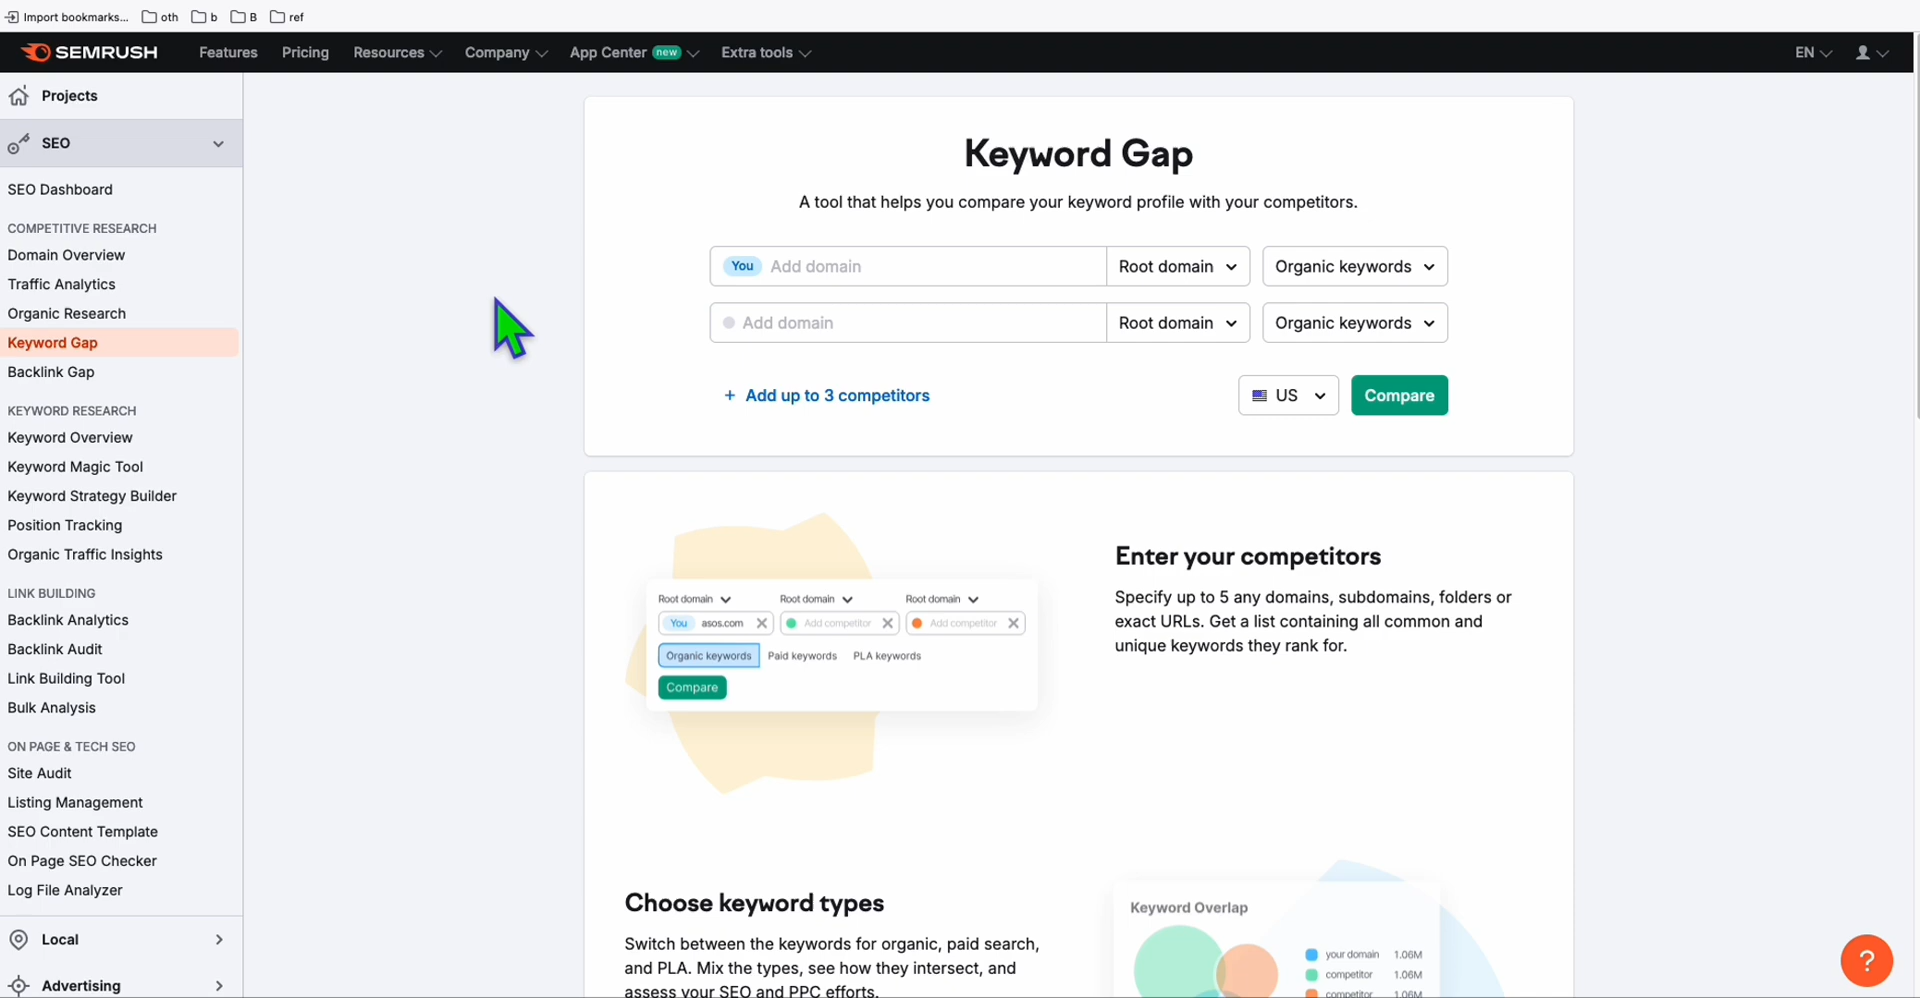 Import bookmarks... oth b B ref
SEMRUSH Features Pricing Resources Company App Center new Extra tools EN
Projects
SEO
SEO Dashboard
COMPETITIVE RESEARCH
Domain Overview
Traffic Analytics
Organic Research
Keyword Gap
Backlink Gap
KEYWORD RESEARCH
Keyword Overview
Keyword Magic Tool
Keyword Strategy Builder
Position Tracking
Organic Traffic Insights
LINK BUILDING
Backlink Analytics
Backlink Audit
Link Building Tool
Bulk Analysis
ON PAGE & TECH SEO
Site Audit
Listing Management
SEO Content Template
On Page SEO Checker
Log File Analyzer
Local
Advertising
Keyword Gap
A tool that helps you compare your keyword profile with your competitors.
You Add domain Root domain Organic keywords
Add domain Root domain Organic keywords
+ Add up to 3 competitors US Compare
Root domain Root domain Root domain
You asos.com Add competitor Add competitor
Organic keywords Paid keywords PLA keywords
Compare
Enter your competitors
Specify up to 5 any domains, subdomains, folders or
exact URLs. Get a list containing all common and
unique keywords they rank for.
Choose keyword types
Switch between the keywords for organic, paid search,
and PLA. Mix the types, see how they intersect, and
assess your SEO and PPC efforts.
Keyword Overlap
your domain 1.06M
competitor 1.06M
competitor 1.06M
?